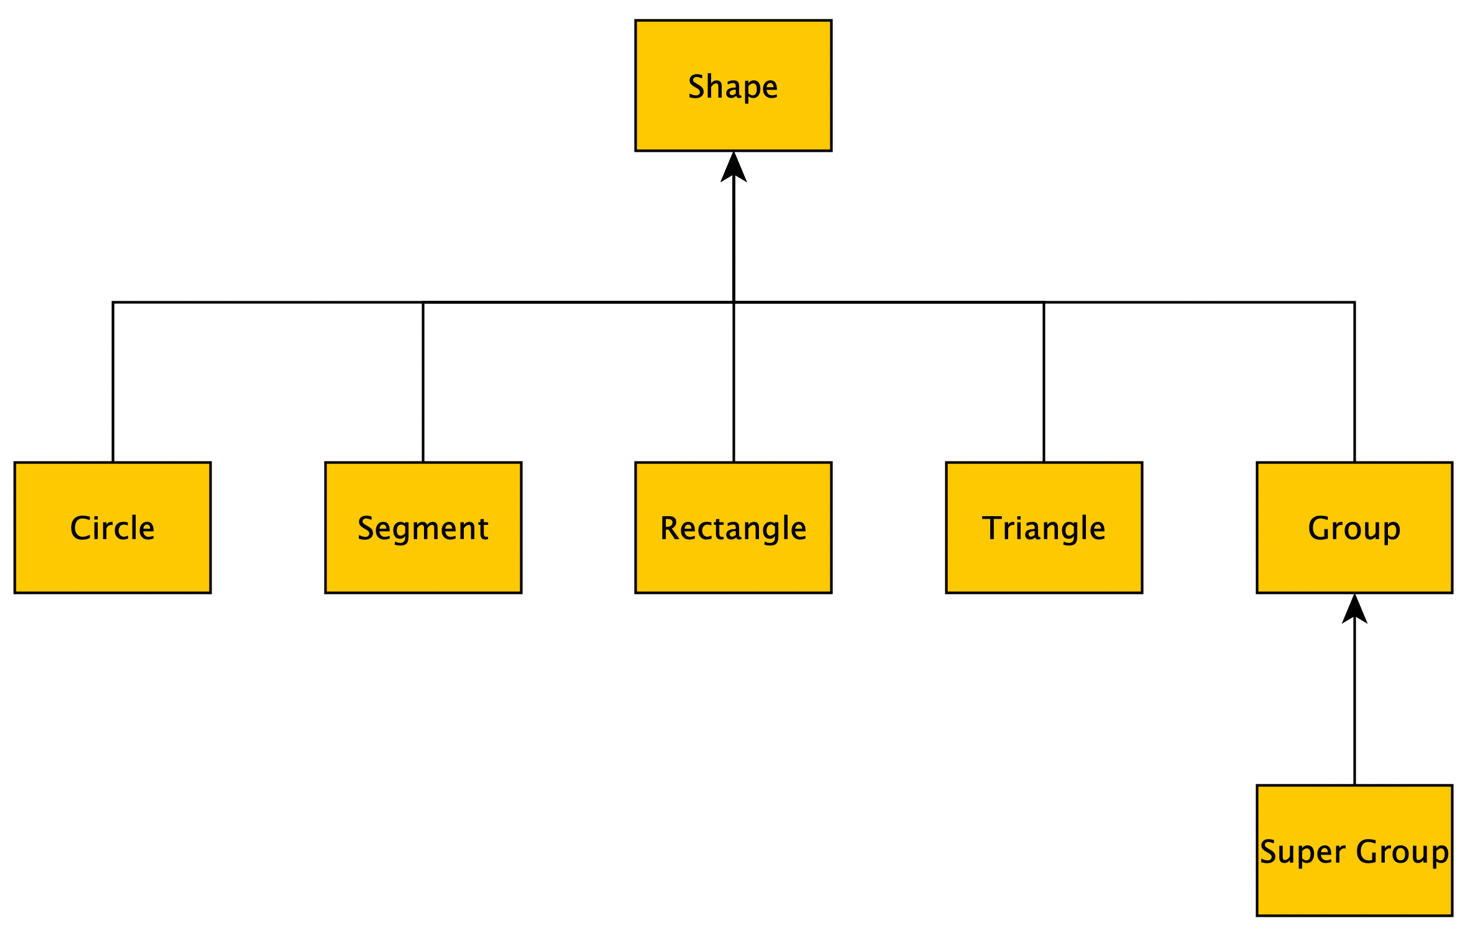 Shape
Circle
Segment
Rectangle
Triangle
Group
Super Group